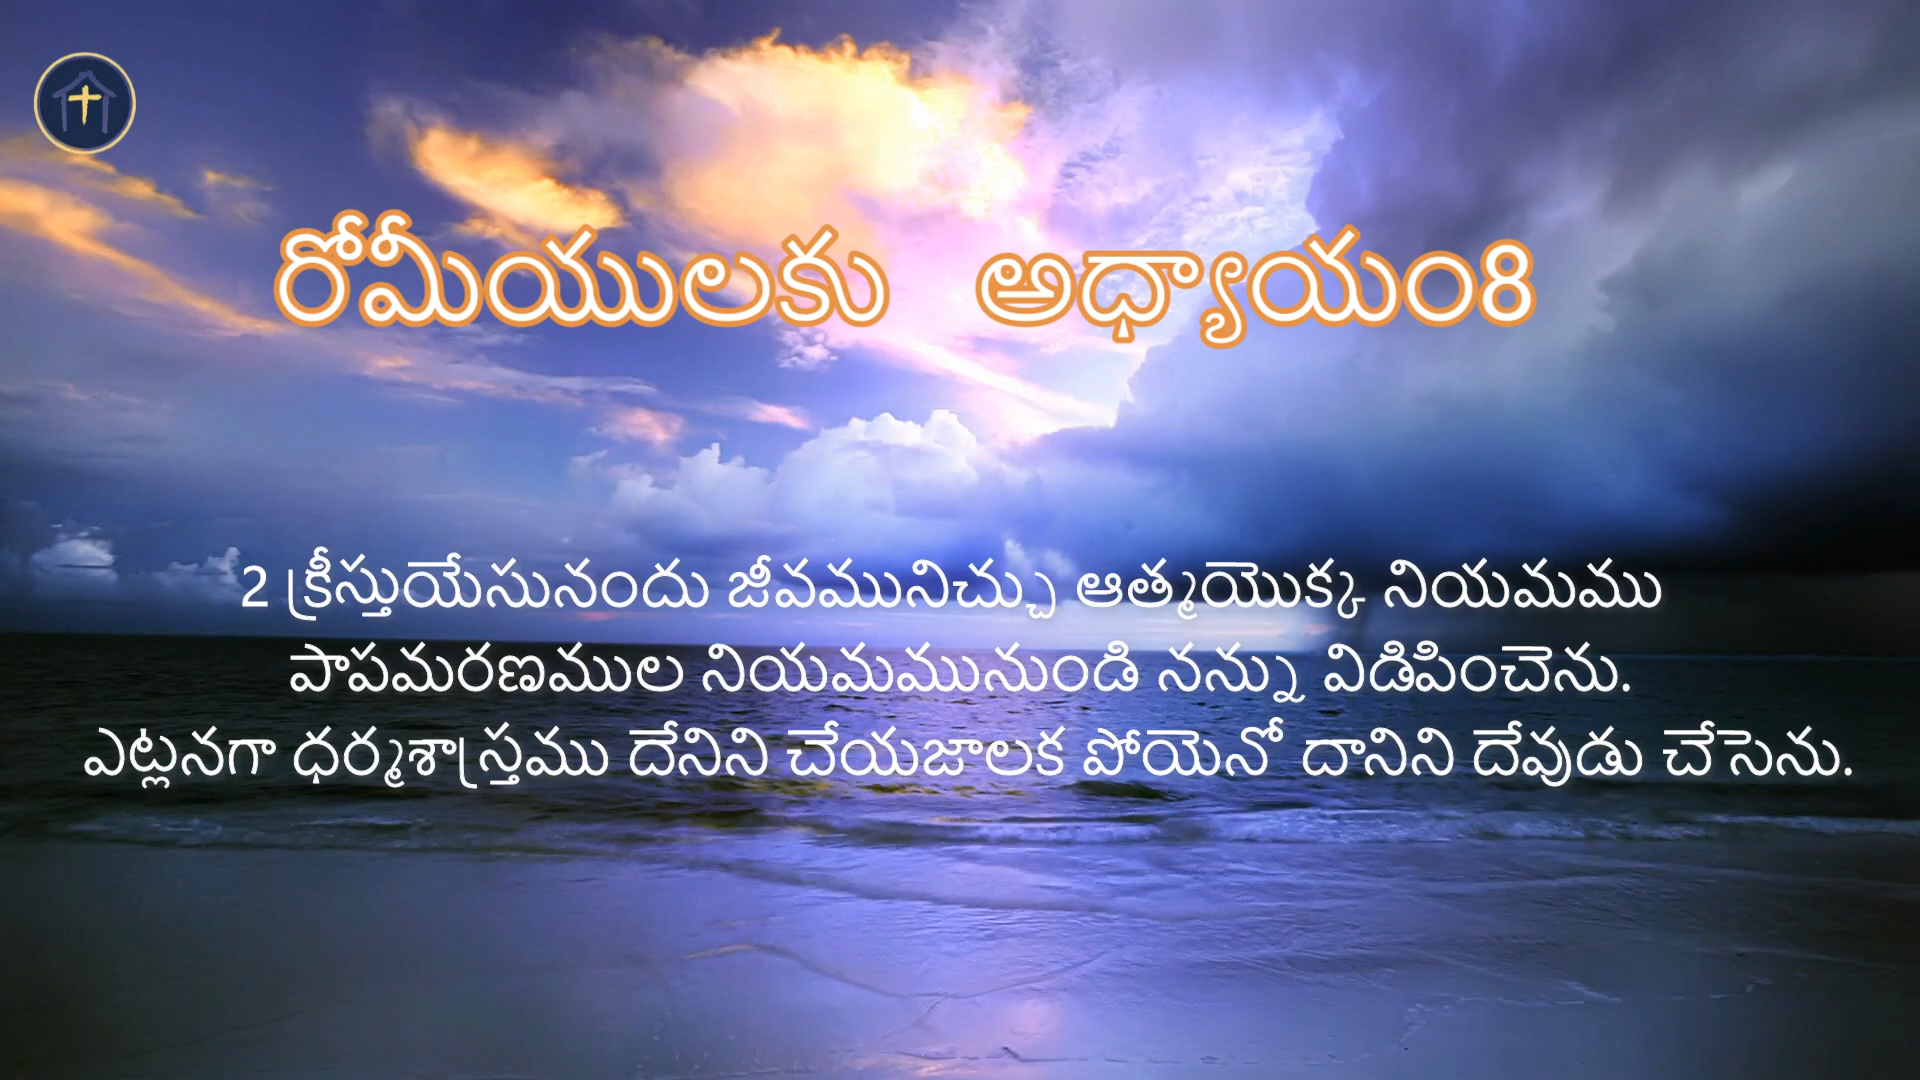 రోమీయులకు అధ్యాయం8
2 క్రీస్తుయేసునందు జీవమునిచ్చు ఆత్మయొక్క నియమము
పాపమరణముల నియమమునుండి నన్ను విడిపించెను.
ఎట్లనగా ధర్మశాస్త్రము దేనిని చేయజాలక పోయెనో దానిని దేవుడు చేసెను.